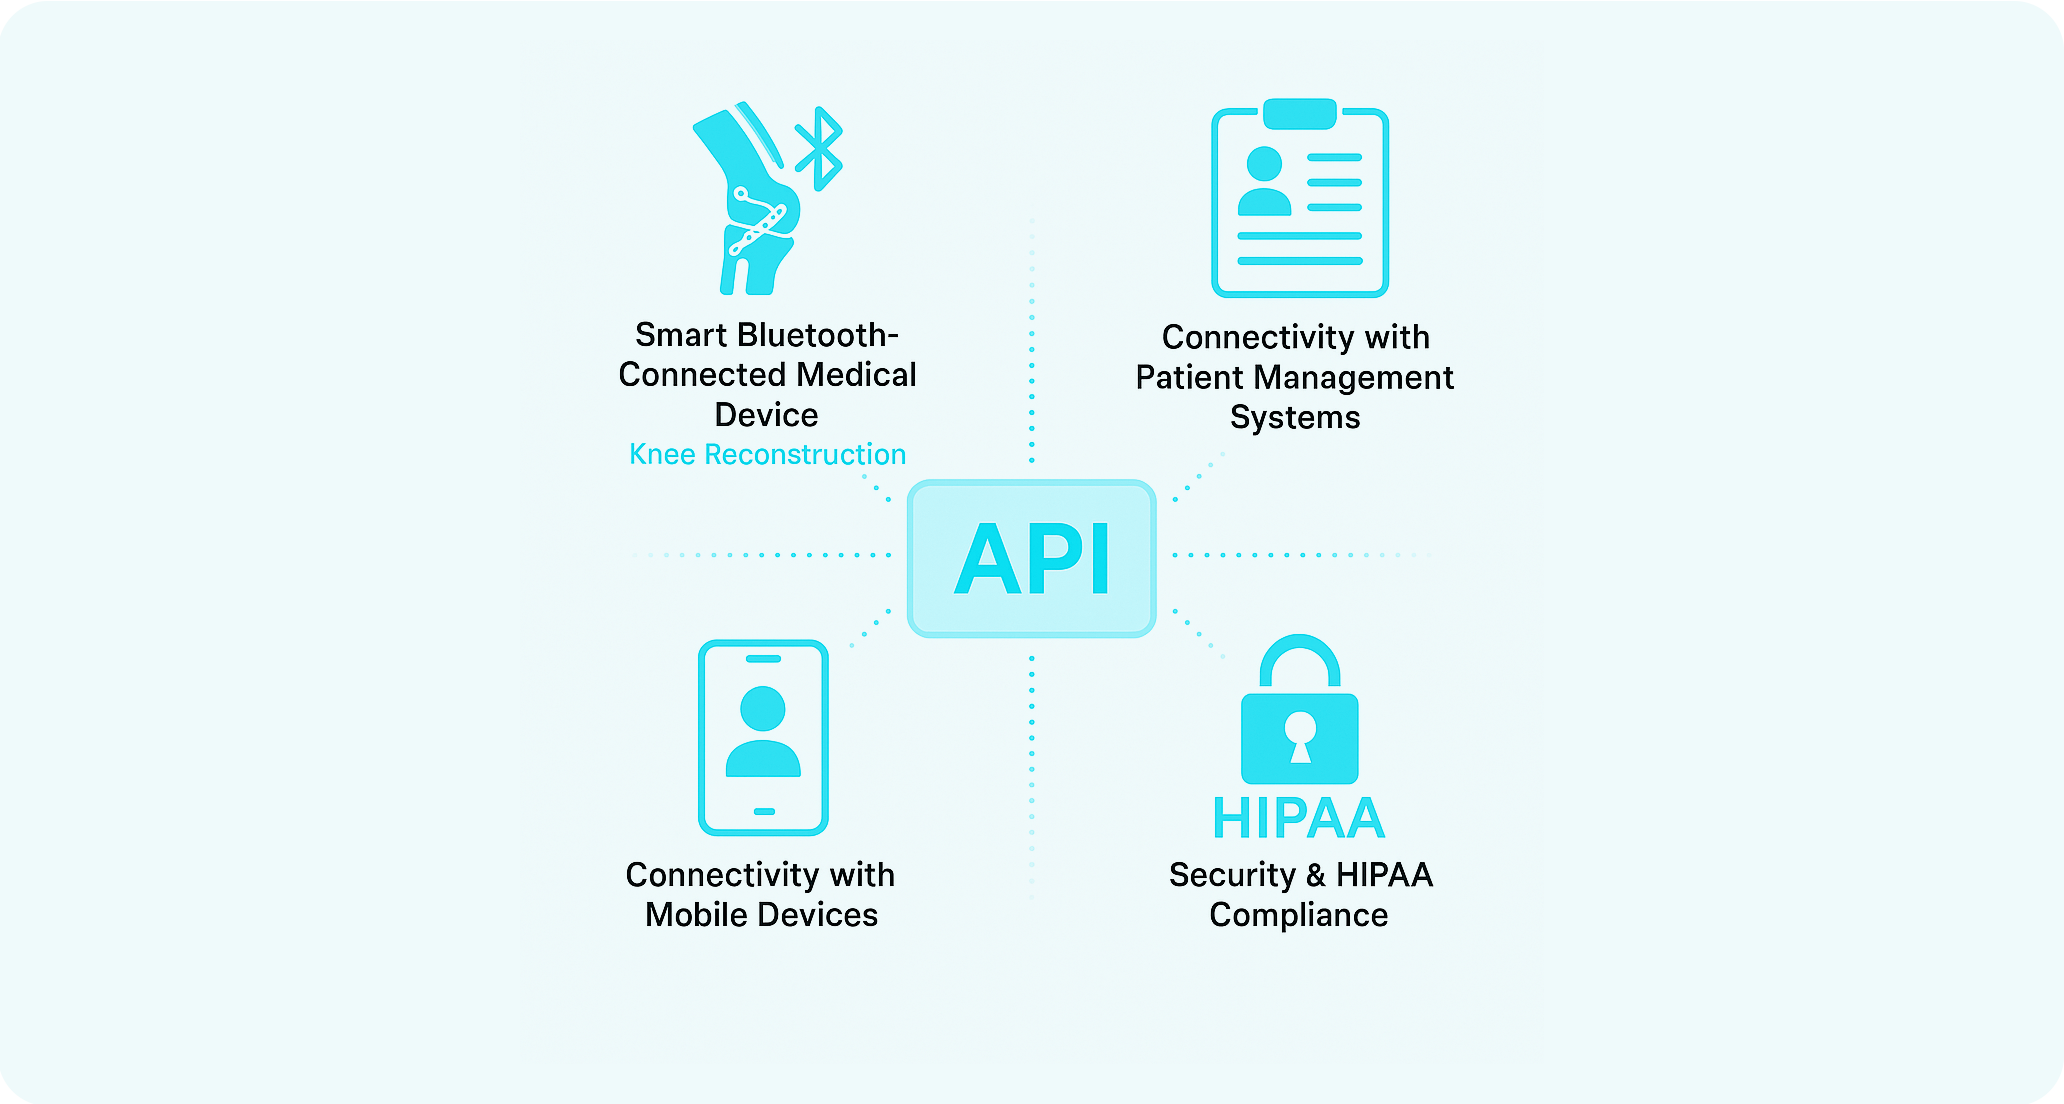 Smart Bluetooth-
Connected Medical
Device
Knee Reconstruction
Connectivity with
Patient Management
Systems
API
Connectivity with
Mobile Devices
HIPAA
Security & HIPAA
Compliance